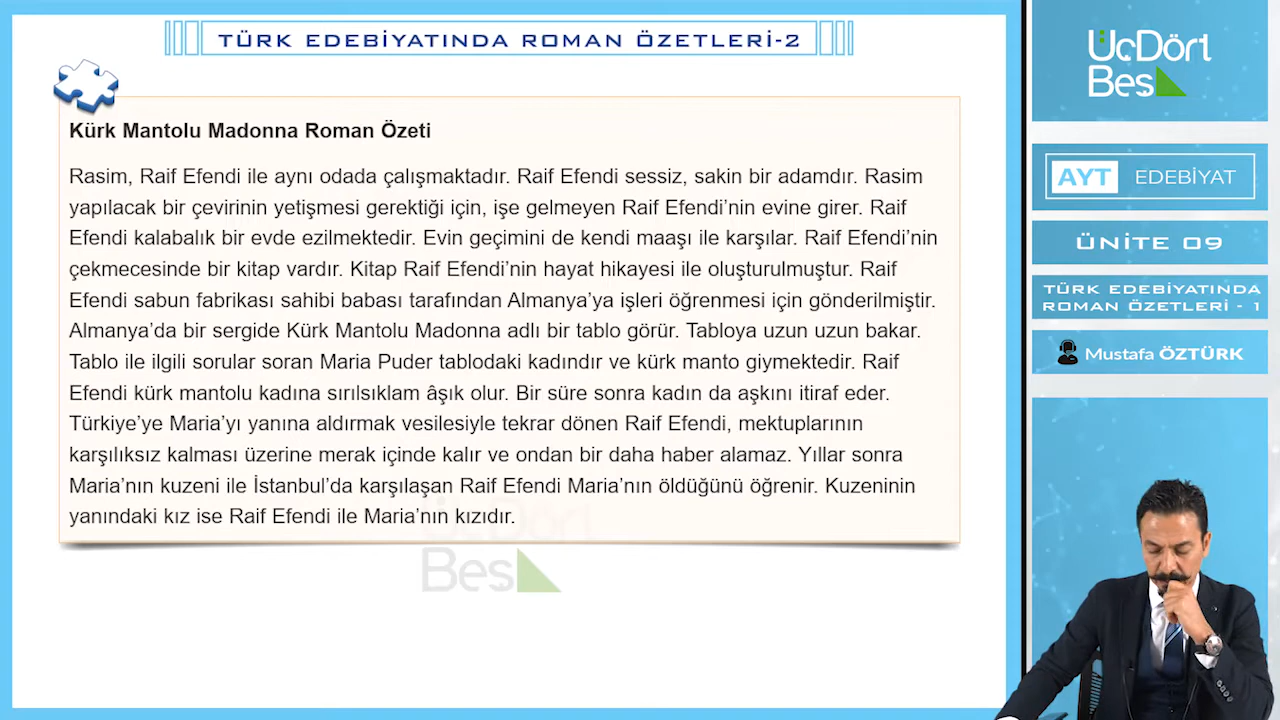 TÜRK EDEBİYATINDA ROMAN ÖZETLERİ-2
Kürk Mantolu Madonna Roman Özeti
Rasim, Raif Efendi ile aynı odada çalışmaktadır. Raif Efendi sessiz, sakin bir adamdır. Rasim
yapılacak bir çevirinin yetişmesi gerektiği için, işe gelmeyen Raif Efendi’nin evine girer. Raif
Efendi kalabalık bir evde ezilmektedir. Evin geçimini de kendi maaşı ile karşılar. Raif Efendi’nin
çekmecesinde bir kitap vardır. Kitap Raif Efendi’nin hayat hikayesi ile oluşturulmuştur. Raif
Efendi sabun fabrikası sahibi babası tarafından Almanya’ya işleri öğrenmesi için gönderilmiştir.
Almanya’da bir sergide Kürk Mantolu Madonna adlı bir tablo görür. Tabloya uzun uzun bakar.
Tablo ile ilgili sorular soran Maria Puder tablodaki kadındır ve kürk manto giymektedir. Raif
Efendi kürk mantolu kadına sırılsıklam âşık olur. Bir süre sonra kadın da aşkını itiraf eder.
Türkiye’ye Maria’yı yanına aldırmak vesilesiyle tekrar dönen Raif Efendi, mektuplarının
karşılıksız kalması üzerine merak içinde kalır ve ondan bir daha haber alamaz. Yıllar sonra
Maria’nın kuzeni ile İstanbul’da karşılaşan Raif Efendi Maria’nın öldüğünü öğrenir. Kuzeninin
yanındaki kız ise Raif Efendi ile Maria’nın kızıdır.
ÜçDört
Beş
ÜçDört
Beş
AYT EDEBİYAT
ÜNİTE 09
TÜRK EDEBİYATINDA
ROMAN ÖZETLERİ - 1
Mustafa ÖZTÜRK